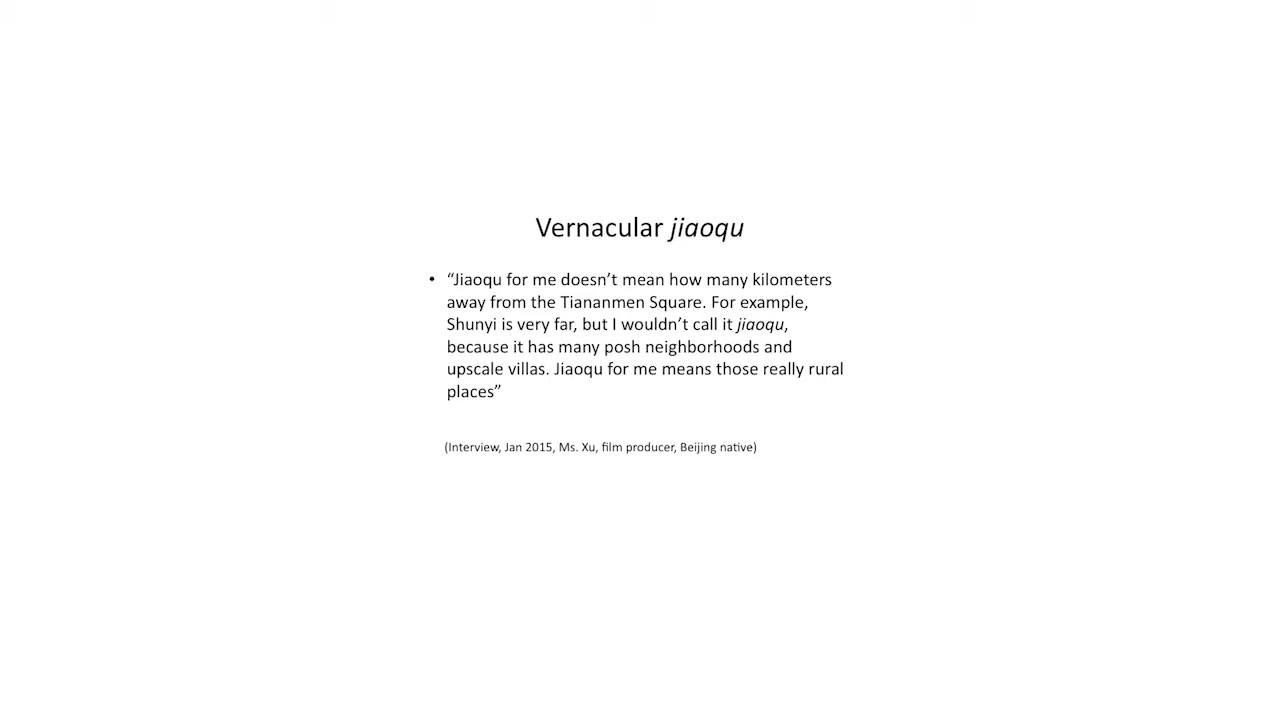 Vernacular jiaoqu
• “Jiaoqu for me doesn’t mean how many kilometers
away from the Tiananmen Square. For example,
Shunyi is very far, but I wouldn’t call it jiaoqu,
because it has many posh neighborhoods and
upscale villas. Jiaoqu for me means those really rural
places”
(Interview, Jan 2015, Ms. Xu, film producer, Beijing native)